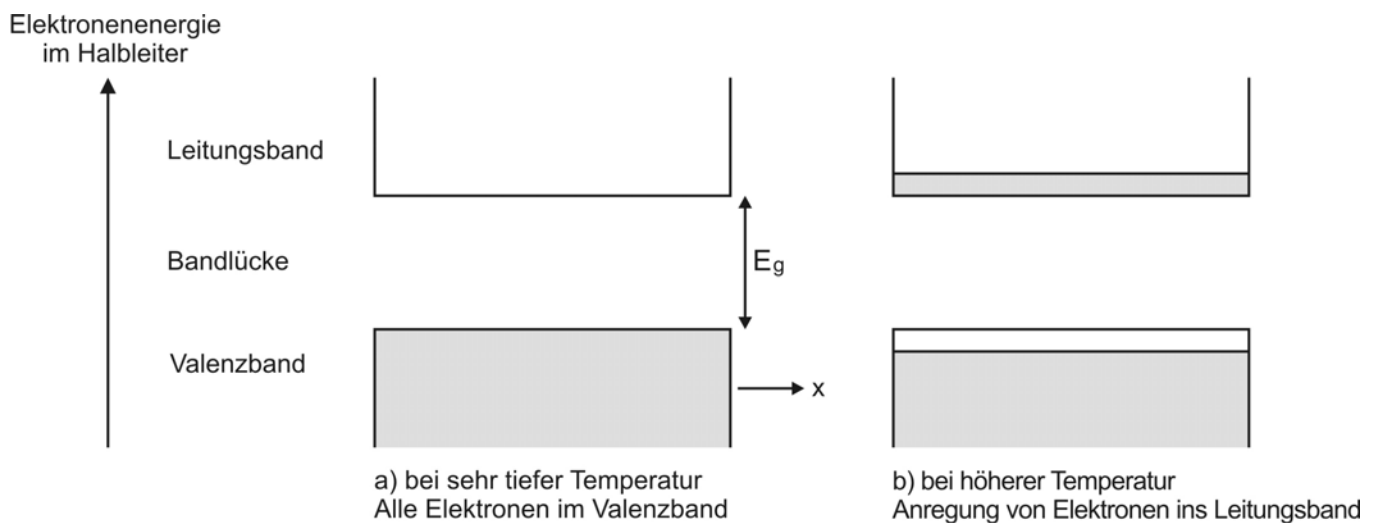 Elektronenenergie
im Halbleiter
Leitungsband
Bandlücke
Eg
Valenzband
x
a) bei sehr tiefer Temperatur
Alle Elektronen im Valenzband
b) bei höherer Temperatur
Anregung von Elektronen ins Leitungsband